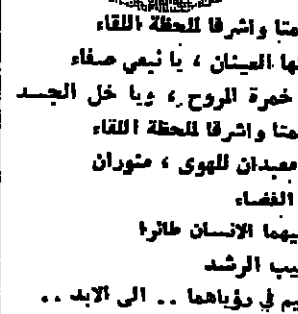 متا واشرقا للحظة اللقاء
ها العينان ، يا نبعي صفاء
خمرة الروح ، ويا خل الجسد
متا واشرقا للحظة اللقاء
معبدان للهوى ، منوران
الفضاء
يهما الانسان طائرا
يب الرشد
يم في رؤياهما .. الى الابد ..